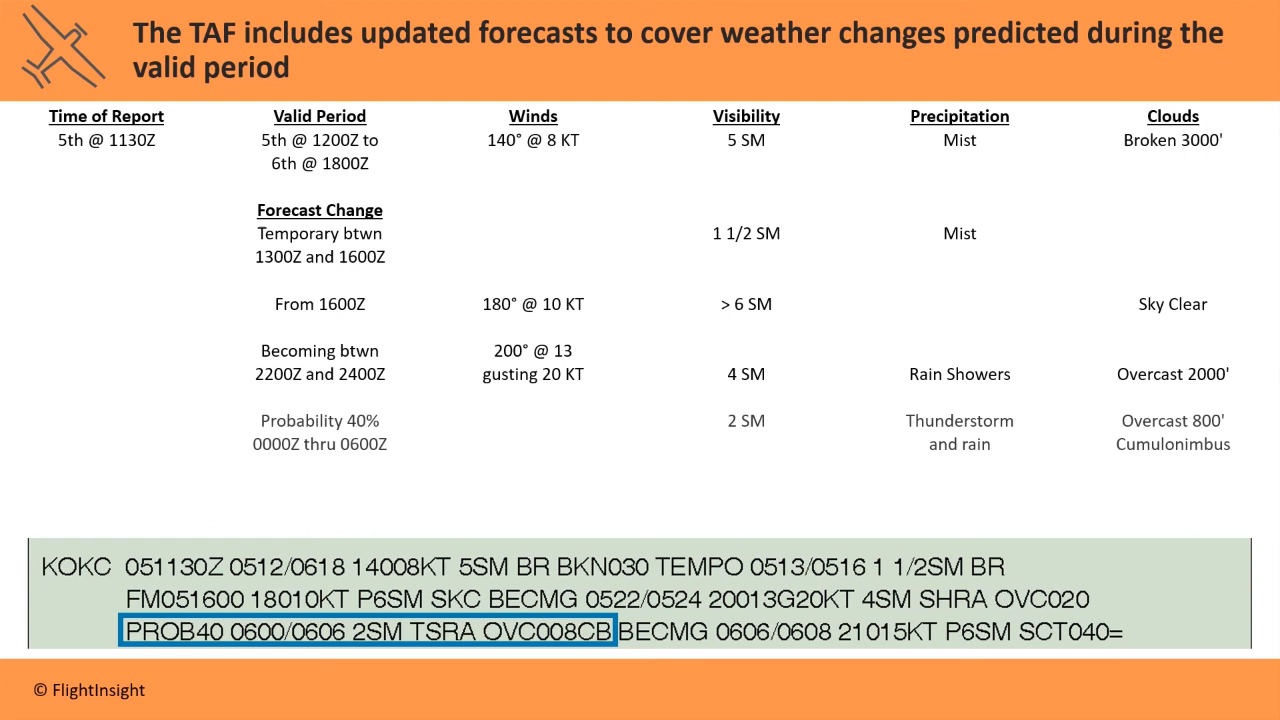 The TAF includes updated forecasts to cover weather changes predicted during the
valid period
Time of Report Valid Period Winds Visibility Precipitation Clouds
5th @ 1130Z 5th @ 1200Z to 140° @ 8 KT 5 SM Mist Broken 3000'
6th @ 1800Z
Forecast Change
Temporary btwn 1 1/2 SM Mist
1300Z and 1600Z
From 1600Z 180° @ 10 KT > 6 SM Sky Clear
Becoming btwn 200° @ 13
2200Z and 2400Z gusting 20 KT 4 SM Rain Showers Overcast 2000'
Probability 40% 2 SM Thunderstorm Overcast 800'
0000Z thru 0600Z and rain Cumulonimbus
KOKC 051130Z 0512/0618 14008KT 5SM BR BKN030 TEMPO 0513/0516 1 1/2SM BR
FM051600 18010KT P6SM SKC BECMG 0522/0524 20013G20KT 4SM SHRA OVC020
PROB40 0600/0606 2SM TSRA OVC008CB BECMG 0606/0608 21015KT P6SM SCT040=
© FlightInsight